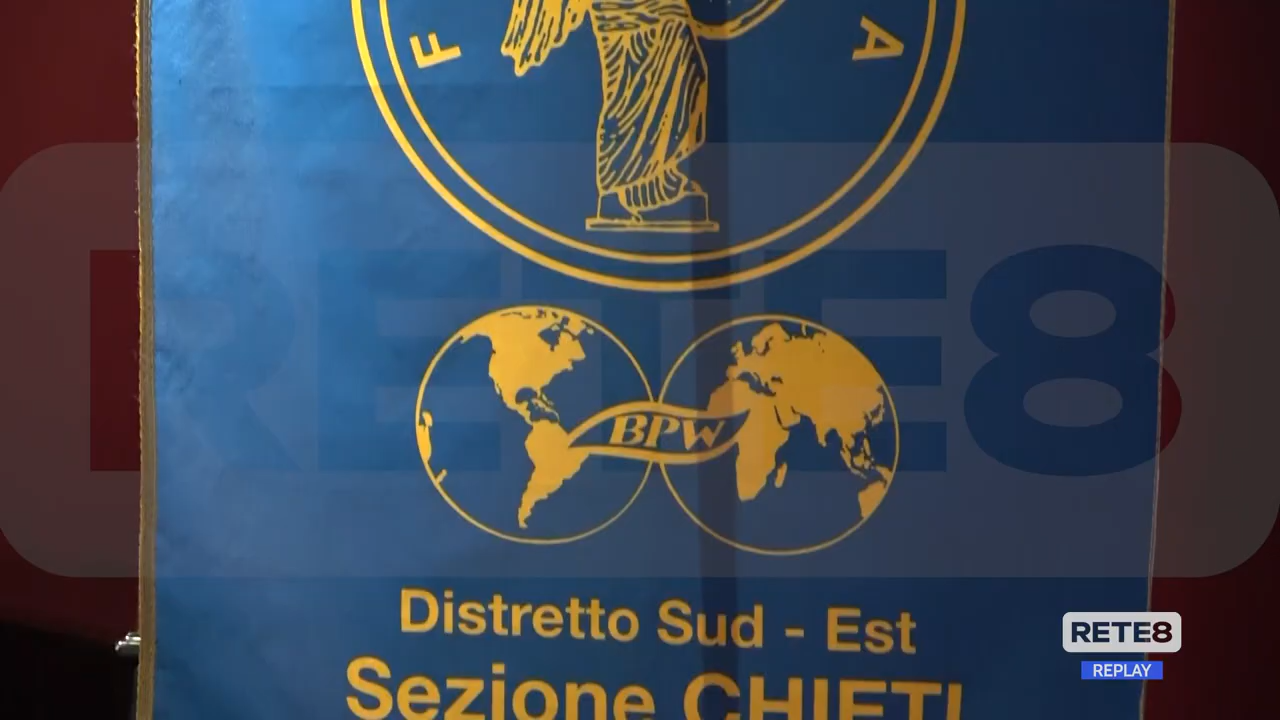 F A
RETE8
BPW
Distretto Sud - Est
Sezione CHIETI
RETE8
REPLAY